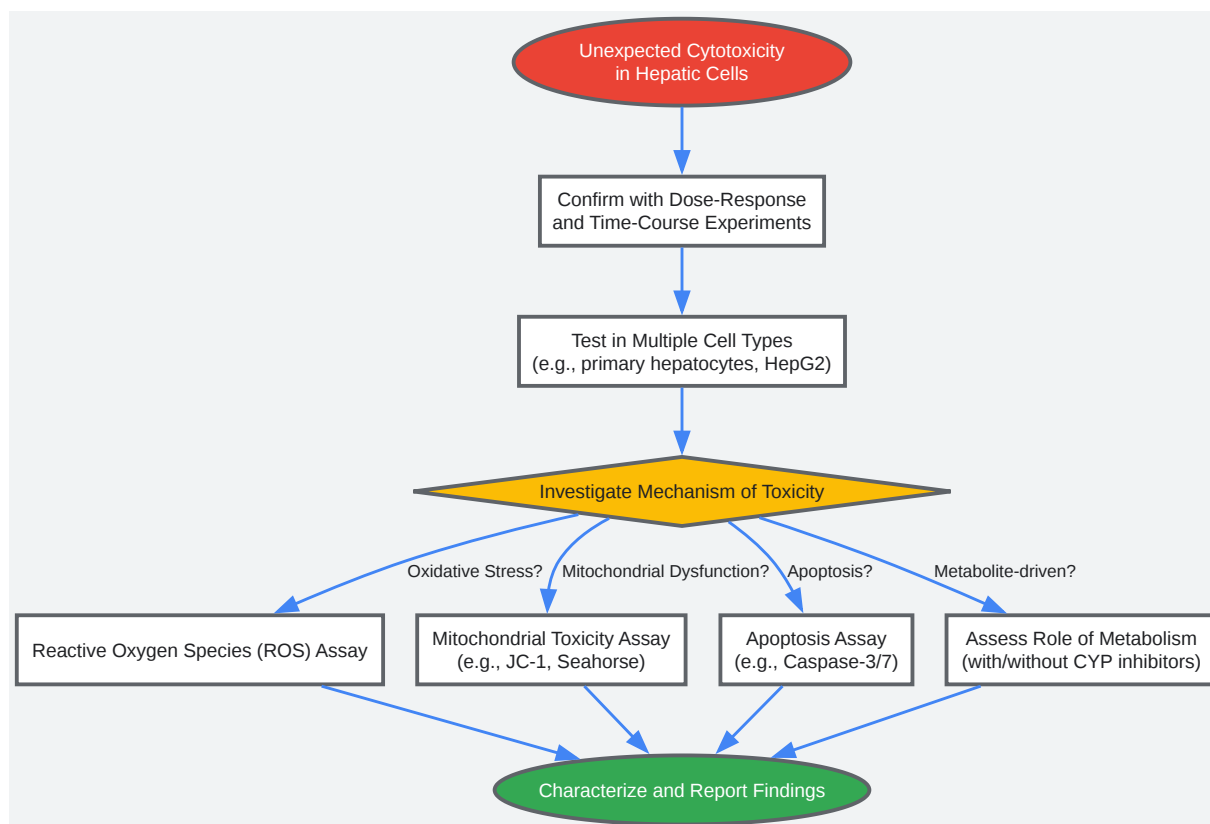 Unexpected Cytotoxicity
in Hepatic Cells
Confirm with Dose-Response
and Time-Course Experiments
Test in Multiple Cell Types
(e.g., primary hepatocytes, HepG2)
Investigate Mechanism of Toxicity
Oxidative Stress?
Mitochondrial Dysfunction?
Apoptosis?
Metabolite-driven?
Reactive Oxygen Species (ROS) Assay
Mitochondrial Toxicity Assay
(e.g., JC-1, Seahorse)
Apoptosis Assay
(e.g., Caspase-3/7)
Assess Role of Metabolism
(with/without CYP inhibitors)
Characterize and Report Findings